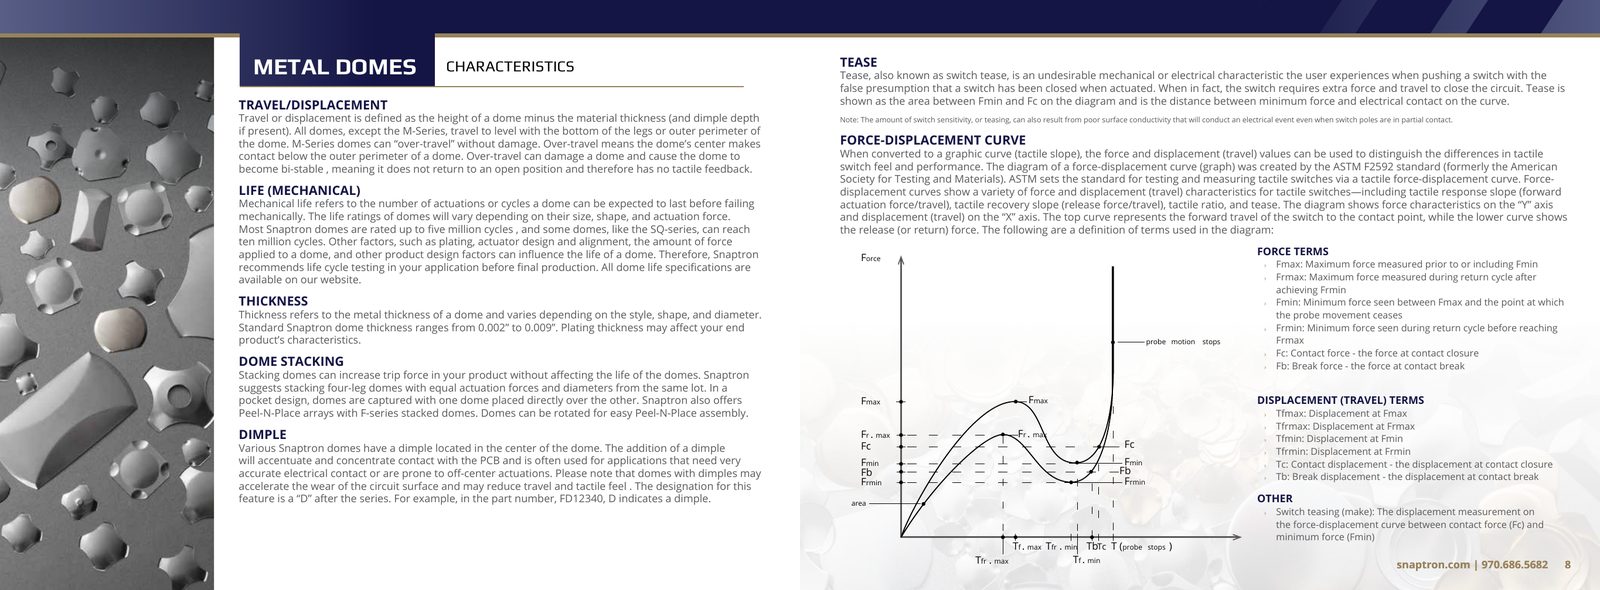 METAL DOMES
CHARACTERISTICS
TRAVEL/DISPLACEMENT
Travel or displacement is defined as the height of a dome minus the material thickness (and dimple depth
if present). All domes, except the M-Series, travel to level with the bottom of the legs or outer perimeter of
the dome. M-Series domes can “over-travel” without damage. Over-travel means the dome’s center makes
contact below the outer perimeter of a dome. Over-travel can damage a dome and cause the dome to
become bi-stable , meaning it does not return to an open position and therefore has no tactile feedback.
LIFE (MECHANICAL)
Mechanical life refers to the number of actuations or cycles a dome can be expected to last before failing
mechanically. The life ratings of domes will vary depending on their size, shape, and actuation force.
Most Snaptron domes are rated up to five million cycles , and some domes, like the SQ-series, can reach
ten million cycles. Other factors, such as plating, actuator design and alignment, the amount of force
applied to a dome, and other product design factors can influence the life of a dome. Therefore, Snaptron
recommends life cycle testing in your application before final production. All dome life specifications are
available on our website.
THICKNESS
Thickness refers to the metal thickness of a dome and varies depending on the style, shape, and diameter.
Standard Snaptron dome thickness ranges from 0.002” to 0.009”. Plating thickness may affect your end
product’s characteristics.
DOME STACKING
Stacking domes can increase trip force in your product without affecting the life of the domes. Snaptron
suggests stacking four-leg domes with equal actuation forces and diameters from the same lot. In a
pocket design, domes are captured with one dome placed directly over the other. Snaptron also offers
Peel-N-Place arrays with F-series stacked domes. Domes can be rotated for easy Peel-N-Place assembly.
DIMPLE
Various Snaptron domes have a dimple located in the center of the dome. The addition of a dimple
will accentuate and concentrate contact with the PCB and is often used for applications that need very
accurate electrical contact or are prone to off-center actuations. Please note that domes with dimples may
accelerate the wear of the circuit surface and may reduce travel and tactile feel . The designation for this
feature is a “D” after the series. For example, in the part number, FD12340, D indicates a dimple.
TEASE
Tease, also known as switch tease, is an undesirable mechanical or electrical characteristic the user experiences when pushing a switch with the
false presumption that a switch has been closed when actuated. When in fact, the switch requires extra force and travel to close the circuit. Tease is
shown as the area between Fmin and Fc on the diagram and is the distance between minimum force and electrical contact on the curve.
Note: The amount of switch sensitivity, or teasing, can also result from poor surface conductivity that will conduct an electrical event even when switch poles are in partial contact.
FORCE-DISPLACEMENT CURVE
When converted to a graphic curve (tactile slope), the force and displacement (travel) values can be used to distinguish the differences in tactile
switch feel and performance. The diagram of a force-displacement curve (graph) was created by the ASTM F2592 standard (formerly the American
Society for Testing and Materials). ASTM sets the standard for testing and measuring tactile switches via a tactile force-displacement curve. Force-
displacement curves show a variety of force and displacement (travel) characteristics for tactile switches—including tactile response slope (forward
actuation force/travel), tactile recovery slope (release force/travel), tactile ratio, and tease. The diagram shows force characteristics on the “Y” axis
and displacement (travel) on the “X” axis. The top curve represents the forward travel of the switch to the contact point, while the lower curve shows
the release (or return) force. The following are a definition of terms used in the diagram:
Force
probe motion stops
Fmax
Fmax
Fr. max
Fr. max
Fc
Fc
Fmin
Fmin
Fb
Fb
Frmin
Frmin
area
Tf. max Tfr. min TbTc T (probe stops )
Tfr. max
Tf. min
FORCE TERMS
› Fmax: Maximum force measured prior to or including Fmin
› Frmax: Maximum force measured during return cycle after
achieving Frmin
› Fmin: Minimum force seen between Fmax and the point at which
the probe movement ceases
› Frmin: Minimum force seen during return cycle before reaching
Frmax
› Fc: Contact force - the force at contact closure
› Fb: Break force - the force at contact break
DISPLACEMENT (TRAVEL) TERMS
› Tfmax: Displacement at Fmax
› Tfrmax: Displacement at Frmax
› Tfmin: Displacement at Fmin
› Tfrmin: Displacement at Frmin
› Tc: Contact displacement - the displacement at contact closure
› Tb: Break displacement - the displacement at contact break
OTHER
› Switch teasing (make): The displacement measurement on
the force-displacement curve between contact force (Fc) and
minimum force (Fmin)
snaptron.com | 970.686.5682 8